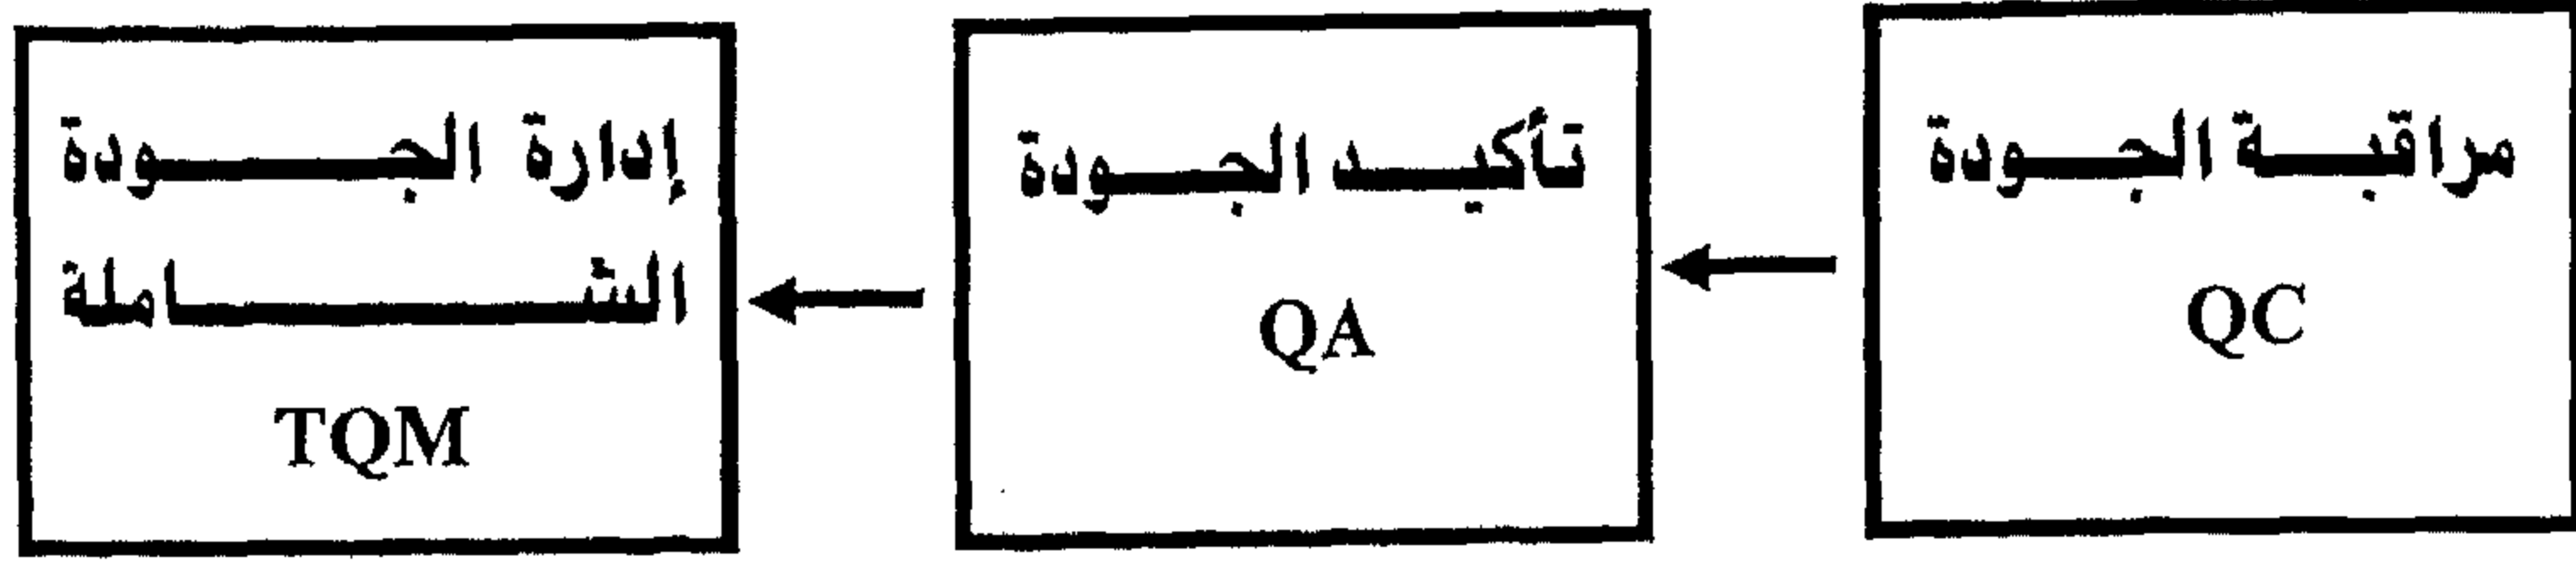 مراقبة الجودة
QC
تأكيد الجودة
QA
إدارة الجودة
الشاملة
TQM